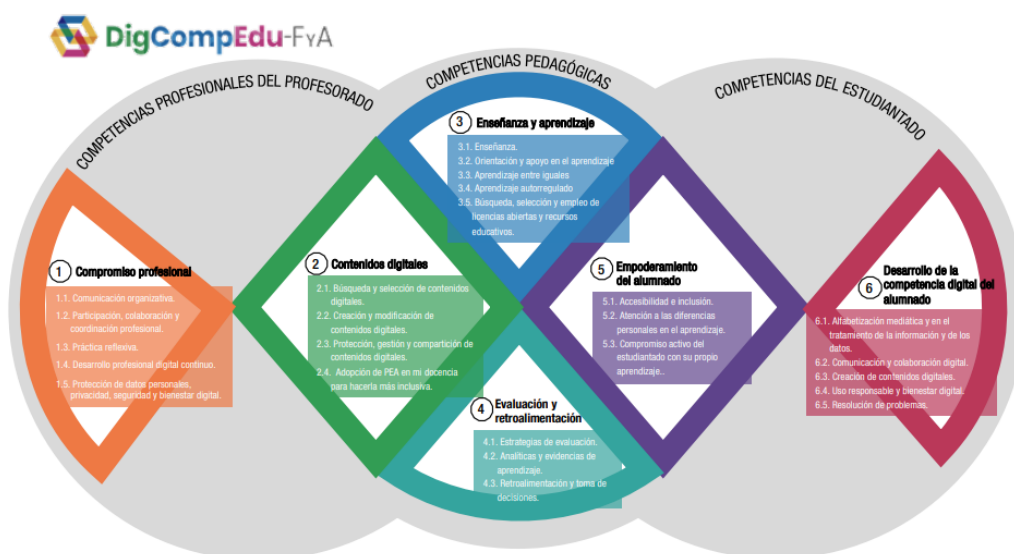 DigCompEdu-FYA
COMPETENCIAS PROFESIONALES DEL PROFESORADO
COMPETENCIAS PEDAGÓGICAS
COMPETENCIAS DEL ESTUDIANTADO
1 Compromiso profesional
1.1. Comunicación organizativa.
1.2. Participación, colaboración y
coordinación profesional.
1.3. Práctica reflexiva.
1.4. Desarrollo profesional digital continuo.
1.5. Protección de datos personales,
privacidad, seguridad y bienestar digital.
2 Contenidos digitales
2.1. Búsqueda y selección de contenidos
digitales.
2.2. Creación y modificación de
contenidos digitales.
2.3. Protección, gestión y compartición de
contenidos digitales.
2.4. Adopción de PEA en mi docencia
para hacerla más inclusiva.
3 Enseñanza y aprendizaje
3.1. Enseñanza.
3.2. Orientación y apoyo en el aprendizaje
3.3. Aprendizaje entre iguales
3.4. Aprendizaje autorregulado
3.5. Búsqueda, selección y empleo de
licencias abiertas y recursos
educativos.
4 Evaluación y
retroalimentación
4.1. Estrategias de evaluación.
4.2. Analíticas y evidencias de
aprendizaje.
4.3. Retroalimentación y toma de
decisiones.
5 Empoderamiento
del alumnado
5.1. Accesibilidad e inclusión.
5.2. Atención a las diferencias
personales en el aprendizaje.
5.3. Compromiso activo del
estudiantado con su propio
aprendizaje..
6 Desarrollo de la
competencia digital del
alumnado
6.1. Alfabetización mediática y en el
tratamiento de la información y de los
datos.
6.2. Comunicación y colaboración digital.
6.3. Creación de contenidos digitales.
6.4. Uso responsable y bienestar digital.
6.5. Resolución de problemas.